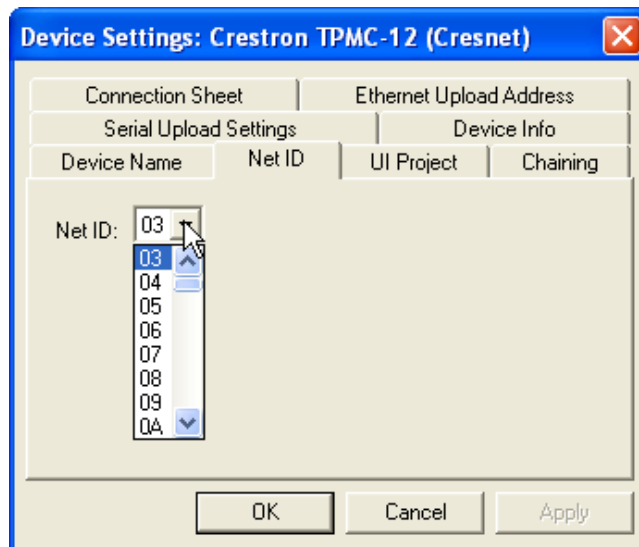 Device Settings: Crestron TPMC-12 (Cresnet)
Connection Sheet Ethernet Upload Address
Serial Upload Settings Device Info
Device Name Net ID UI Project Chaining
Net ID: 03
03
04
05
06
07
08
09
0A
OK Cancel Apply